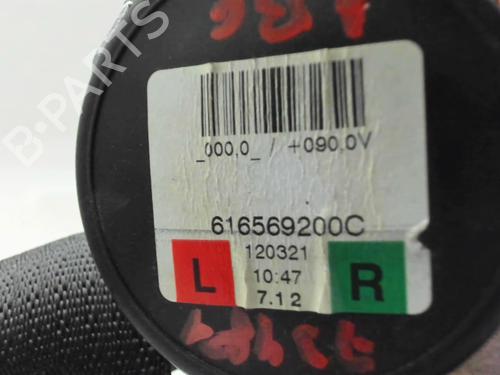 B-PARTS
_000,0_ / +090,0V
616569200C
L
120321
10:47
7.12
R